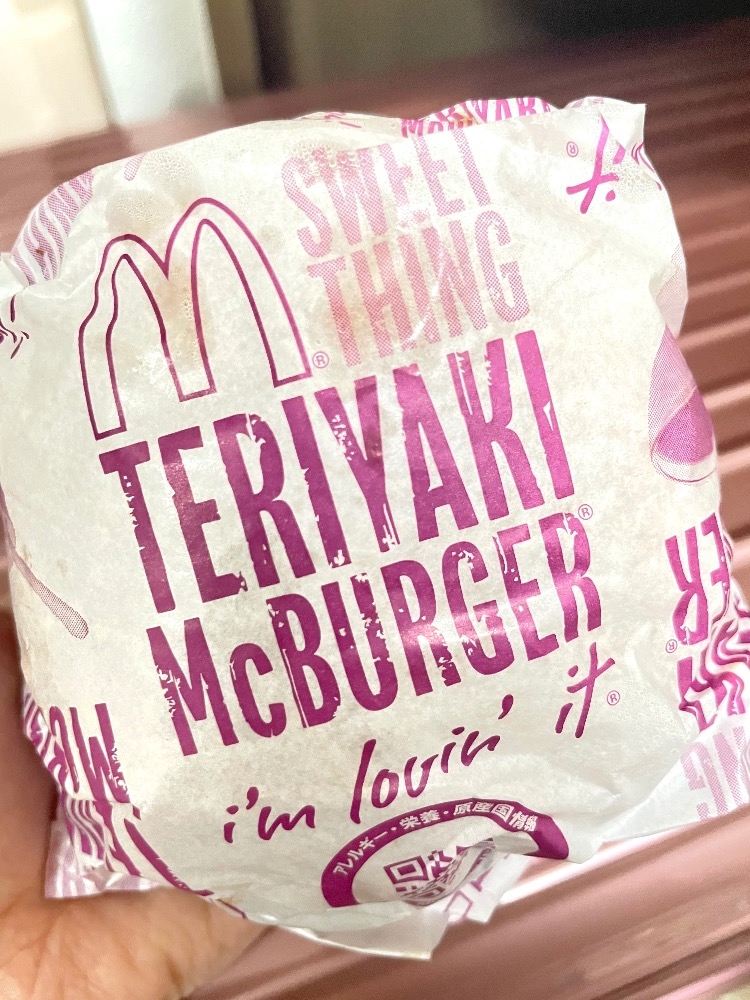 SWEET
THING
®
TERIYAKI
McBURGER®
i'm lovin' it®
アレルギー・栄養・原産国情報